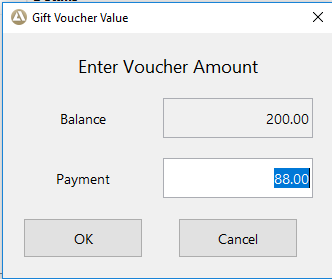 Gift Voucher Value
Enter Voucher Amount
Balance 200.00
Payment 88.00
OK Cancel